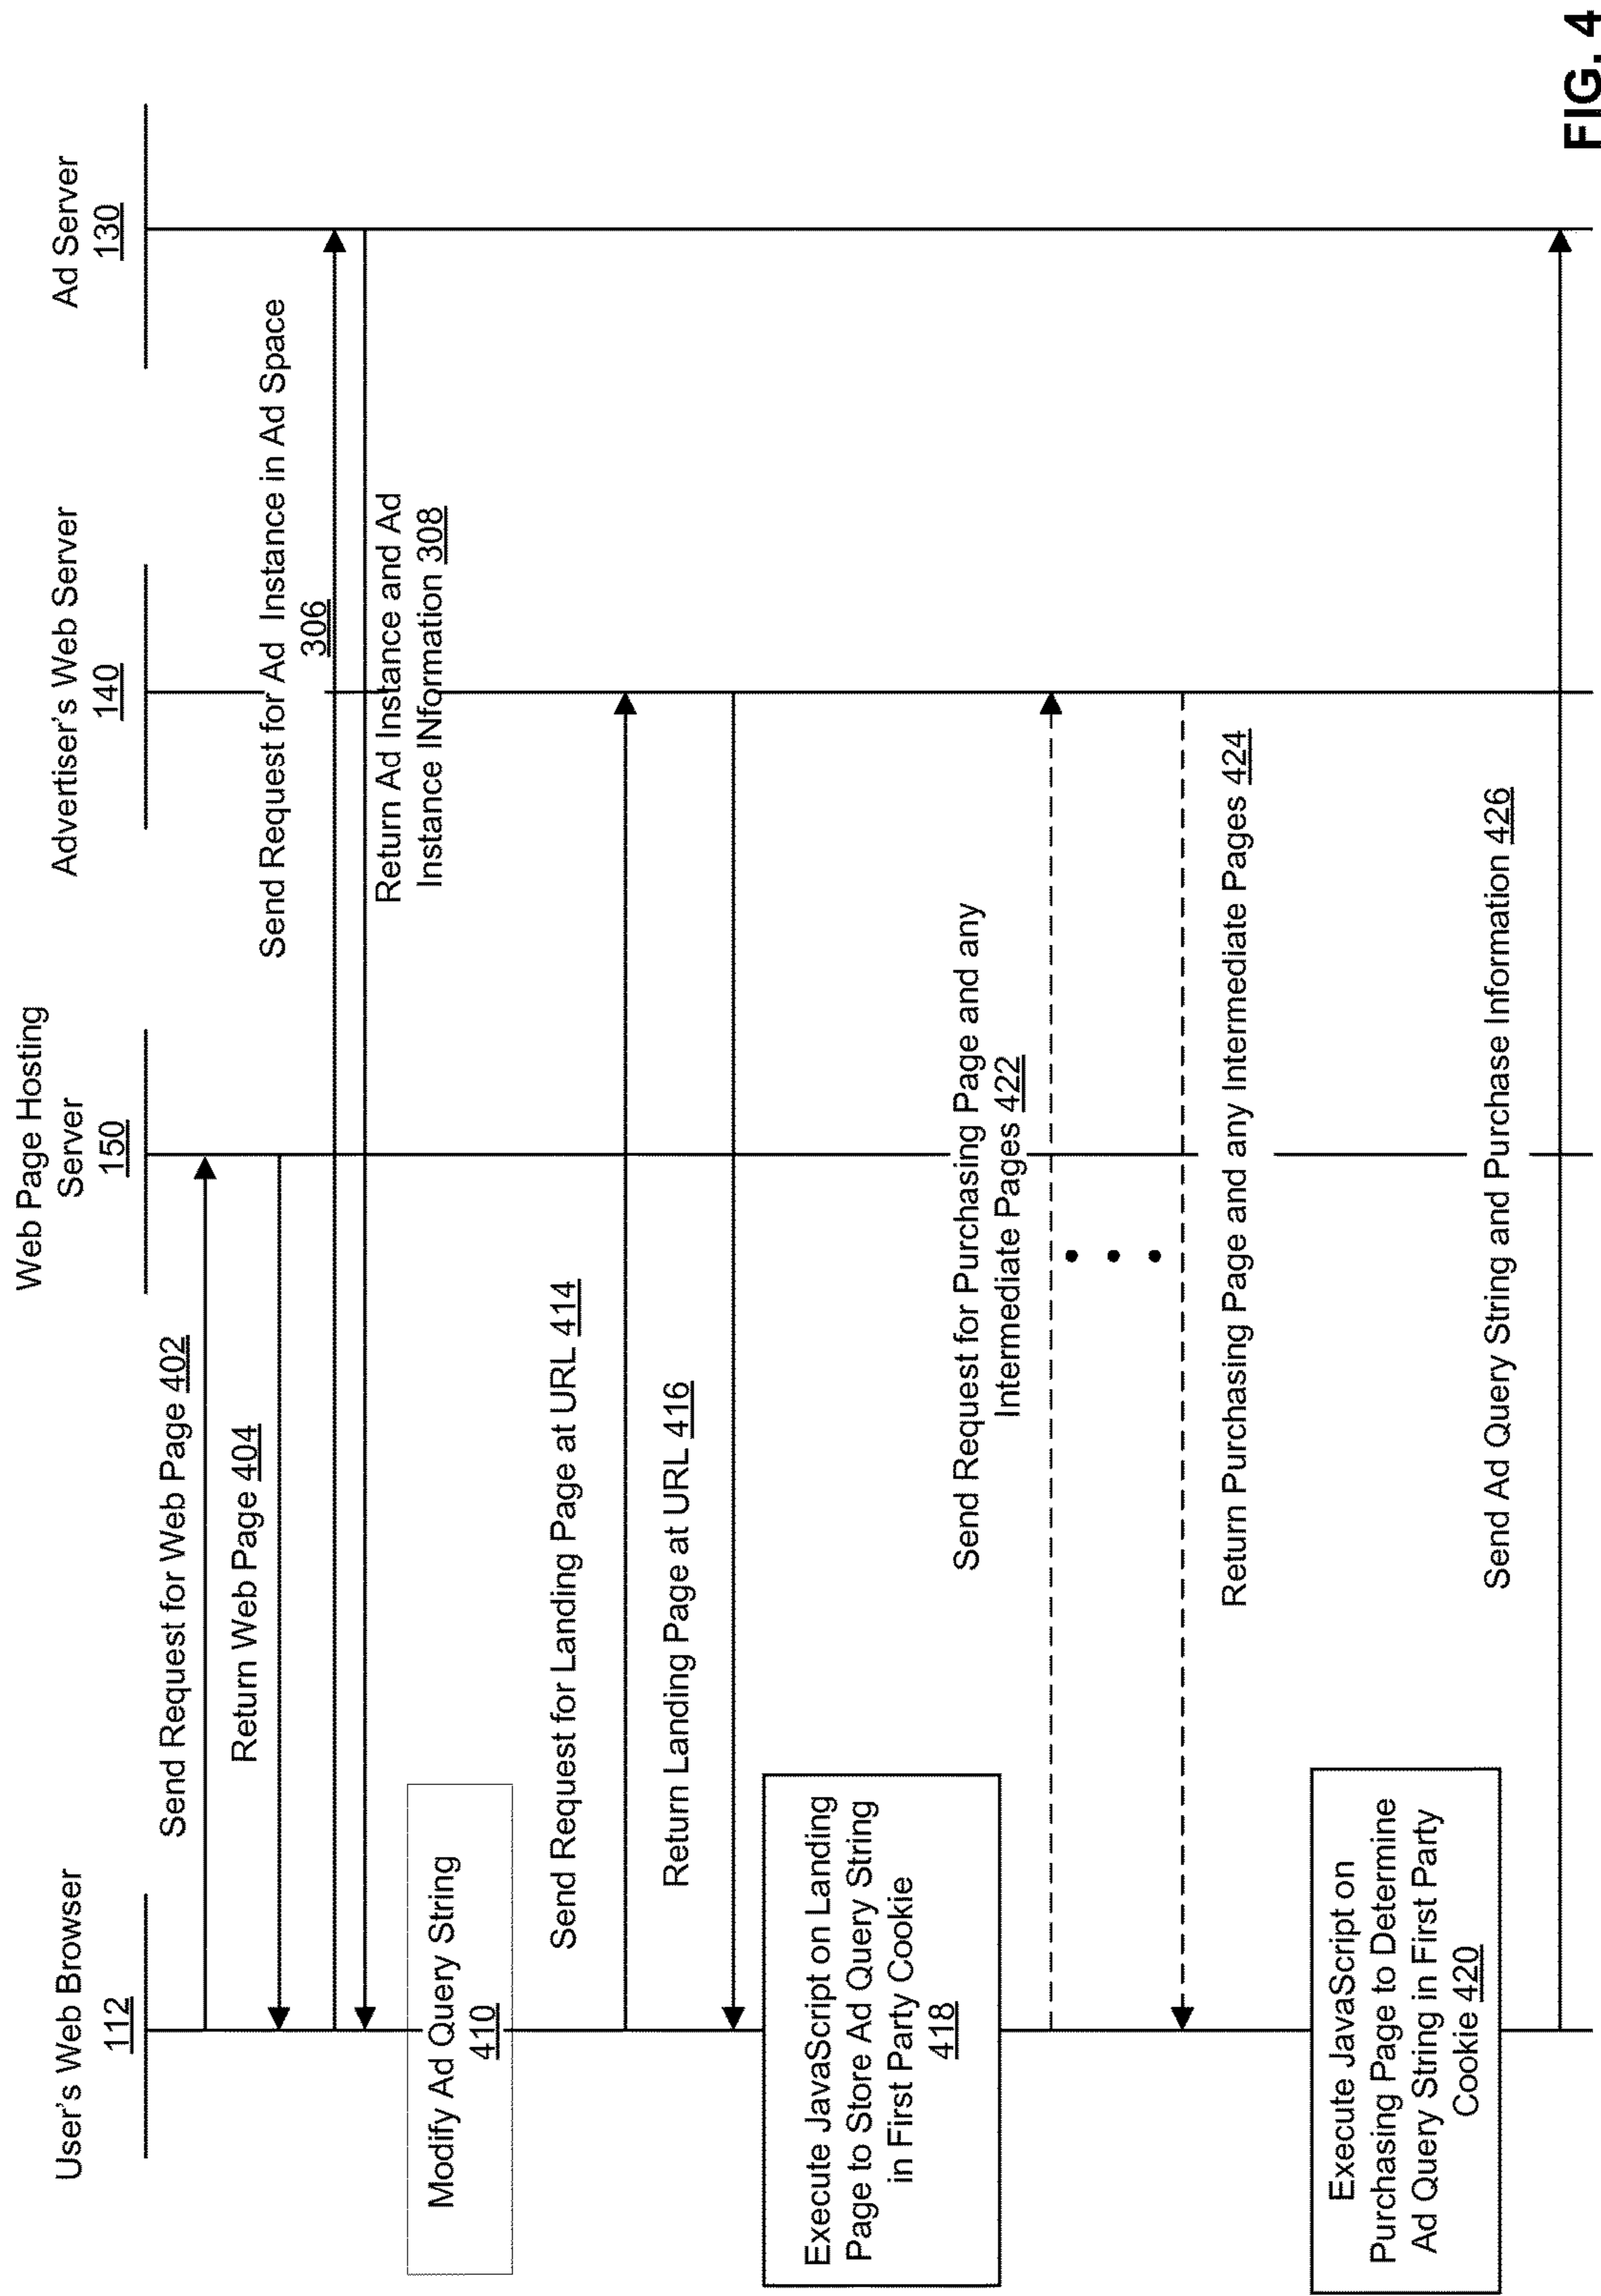 User's Web Browser
112
Web Page Hosting
Server
150
Advertiser's Web Server
140
Ad Server
130
Send Request for Web Page 402
Return Web Page 404
Send Request for Ad Instance in Ad Space
306
Return Ad Instance and Ad
Instance INformation 308
Modify Ad Query String
410
Send Request for Landing Page at URL 414
Return Landing Page at URL 416
Execute JavaScript on Landing
Page to Store Ad Query String
in First Party Cookie
418
Send Request for Purchasing Page and any
Intermediate Pages 422
Return Purchasing Page and any Intermediate Pages 424
Execute JavaScript on
Purchasing Page to Determine
Ad Query String in First Party
Cookie 420
Send Ad Query String and Purchase Information 426
FIG. 4